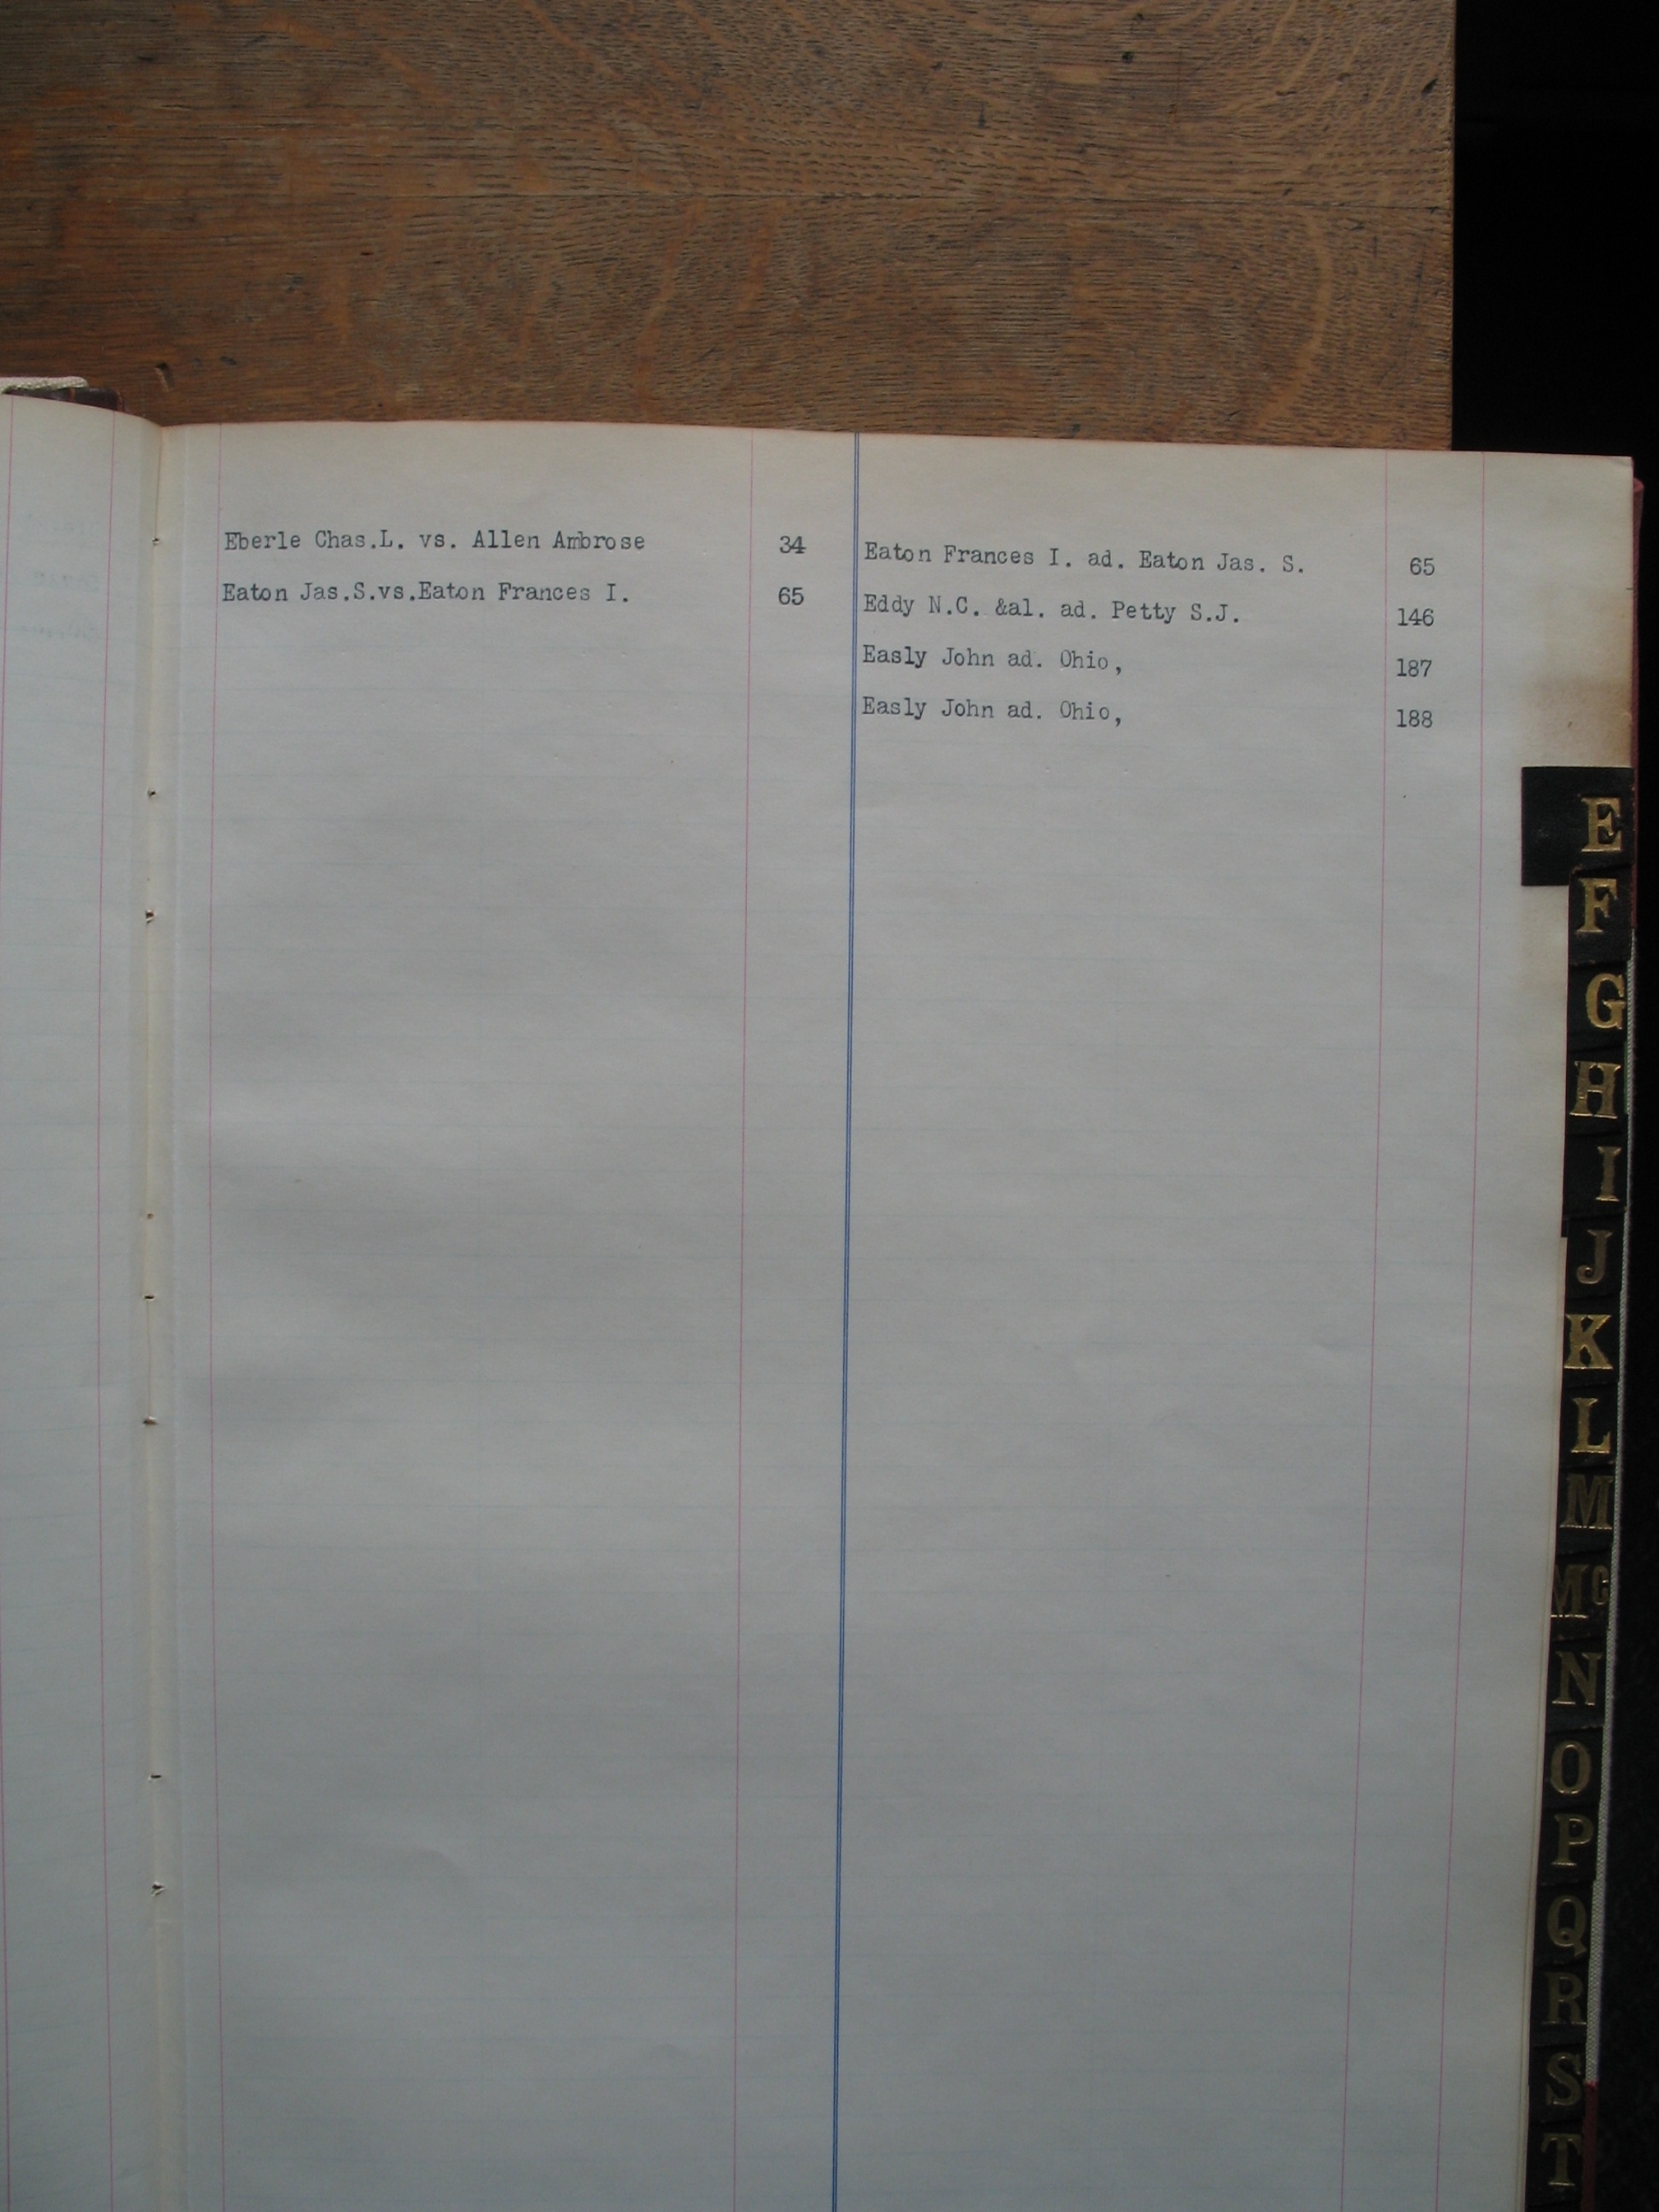 Eberle Chas.L. vs. Allen Ambrose 34
Eaton Jas.S.vs.Eaton Frances I. 65
Eaton Frances I. ad. Eaton Jas. S. 65
Eddy N.C. &al. ad. Petty S.J. 146
Easly John ad. Ohio, 187
Easly John ad. Ohio, 188
E
F
G
H
I
J
K
L
M
Mc
N
O
P
Q
R
S
T